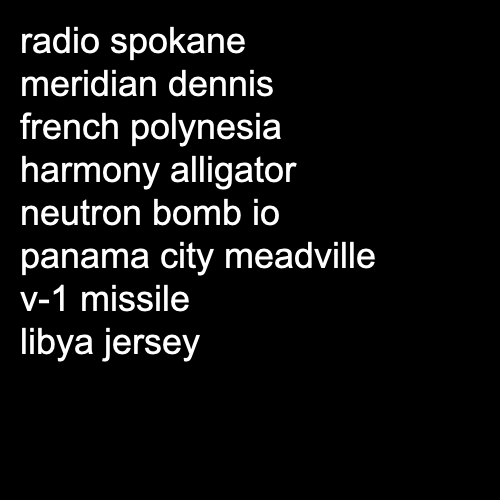 radio spokane
meridian dennis
french polynesia
harmony alligator
neutron bomb io
panama city meadville
v-1 missile
libya jersey